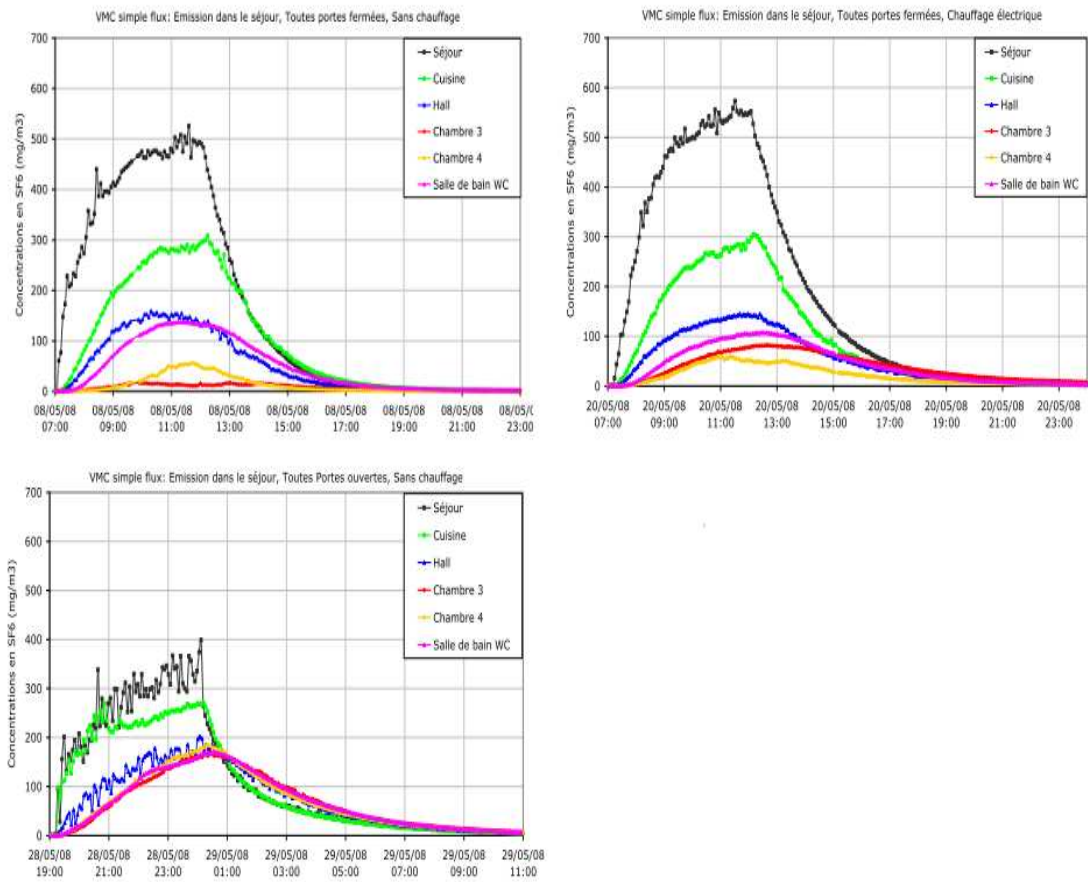 VMC simple flux: Emission dans le séjour, Toutes portes fermées, Sans chauffage
Concentrations en SF6 (mg/m3)
700
600
500
400
300
200
100
0
Séjour
Cuisine
Hall
Chambre 3
Chambre 4
Salle de bain WC
08/05/08 08/05/08 08/05/08 08/05/08 08/05/08 08/05/08 08/05/08 08/05/0
07:00 09:00 11:00 13:00 15:00 17:00 19:00 21:00 23:00
VMC simple flux: Emission dans le séjour, Toutes portes fermées, Chauffage électrique
Concentrations en SF6 (mg/m3)
700
600
500
400
300
200
100
0
Séjour
Cuisine
Hall
Chambre 3
Chambre 4
Salle de bain WC
20/05/08 20/05/08 20/05/08 20/05/08 20/05/08 20/05/08 20/05/08 20/05/08 20/05/08
07:00 09:00 11:00 13:00 15:00 17:00 19:00 21:00 23:00
VMC simple flux: Emission dans le séjour, Toutes Portes ouvertes, Sans chauffage
Concentrations en SF6 (mg/m3)
700
600
500
400
300
200
100
0
Séjour
Cuisine
Hall
Chambre 3
Chambre 4
Salle de bain WC
28/05/08 28/05/08 28/05/08 29/05/08 29/05/08 29/05/08 29/05/08 29/05/08 29/05/08
19:00 21:00 23:00 01:00 03:00 05:00 07:00 09:00 11:00